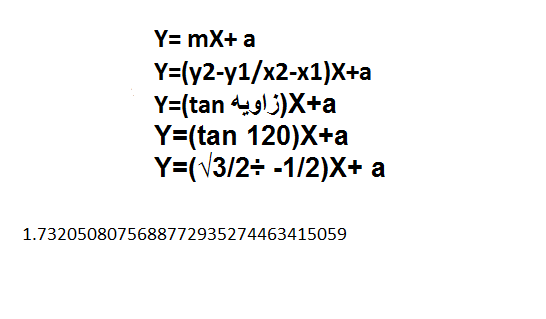 Y= mX+ a
Y=(y2-y1/x2-x1)X+a
Y=(tan زاویه)X+a
Y=(tan 120)X+a
Y=(√3/2÷ -1/2)X+ a
1.7320508075688772935274463415059